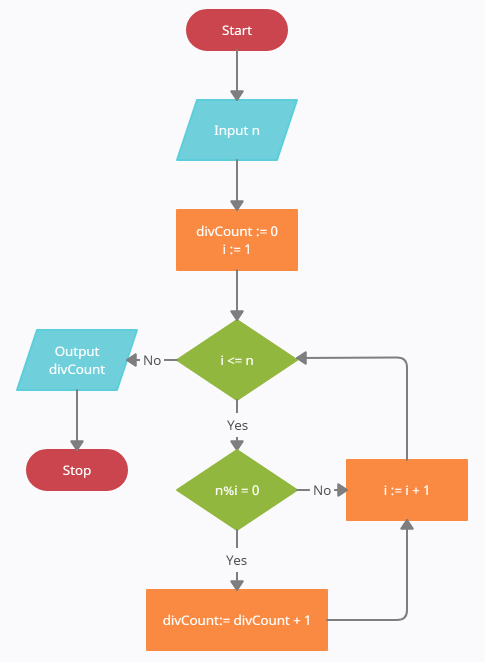 Start
Input n
divCount := 0
i := 1
i <= n
No
Output
divCount
Stop
Yes
n%i = 0
No
i := i + 1
Yes
divCount:= divCount + 1